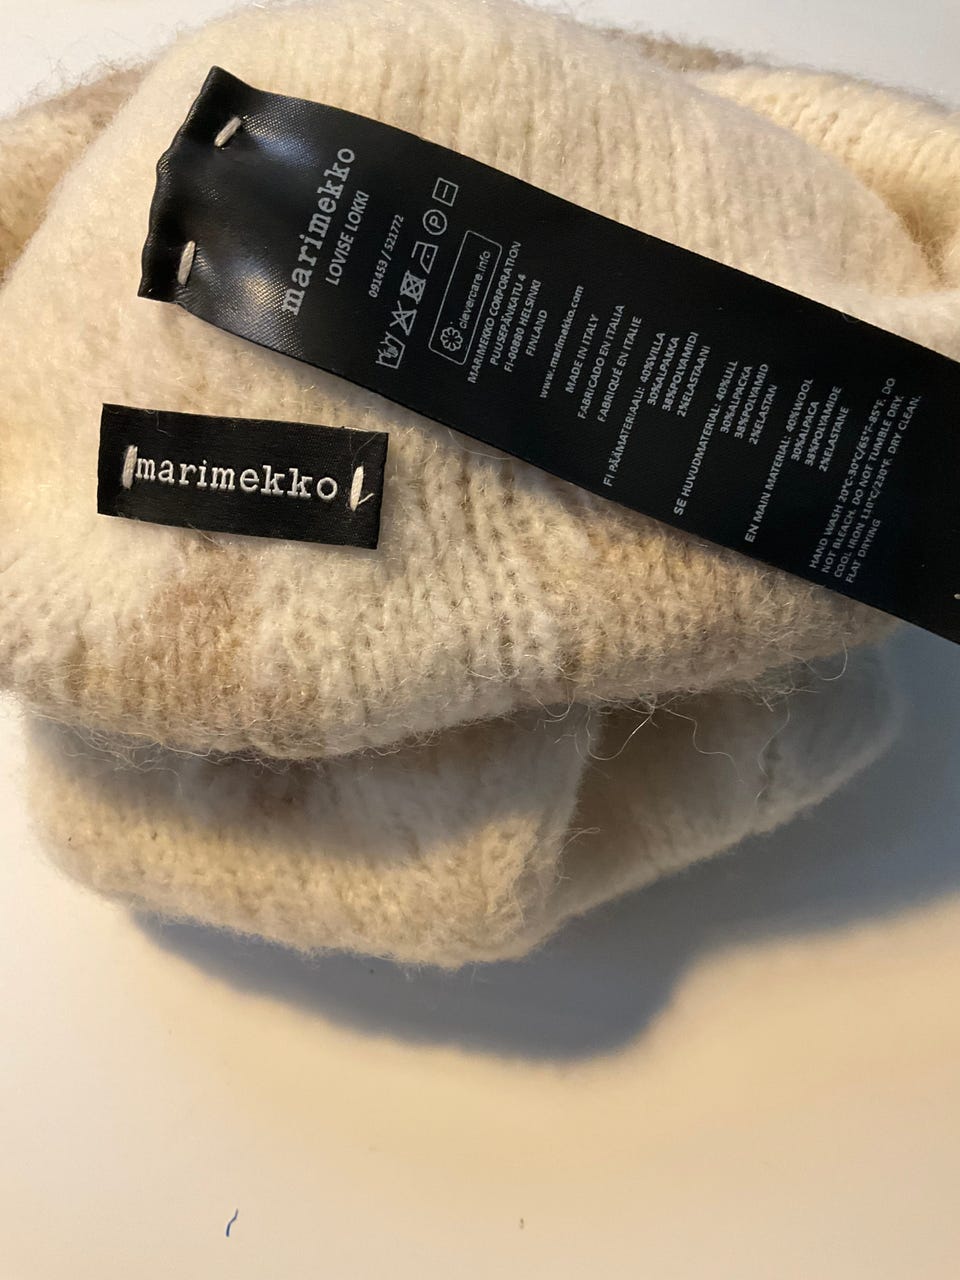 marimekko
LOVISE LOKKI
091453 / 521772
clevercare.info
MARIMEKKO CORPORATION
PUUSEPÄNKATU 4
FI-00880 HELSINKI
FINLAND
www.marimekko.com
MADE IN ITALY
FABRICADO EN ITALIA
FABRIQUÉ EN ITALIE
FI PÄÄMATERIAALI: 40%VILLA
30%ALPAKKA
38%POLYAMIDI
2%ELASTAANI
SE HUVUDMATERIAL: 40%ULL
30%ALPACKA
38%POLYAMID
2%ELASTAN
EN MAIN MATERIAL: 40%WOOL
30%ALPACA
38%POLYAMIDE
2%ELASTANE
HAND WASH 20°C-30°C/65°F-85°F. DO
NOT BLEACH. DO NOT TUMBLE DRY.
COOL IRON 110°C/230°F. DRY CLEAN.
FLAT DRYING
marimekko